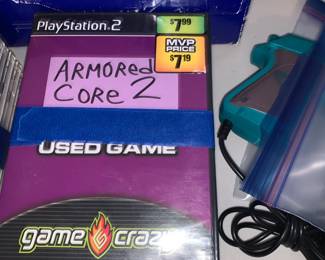 PlayStation 2
$7.99
MVP
PRICE
$7.19
ARMORED
CORE 2
USED GAME
game crazy